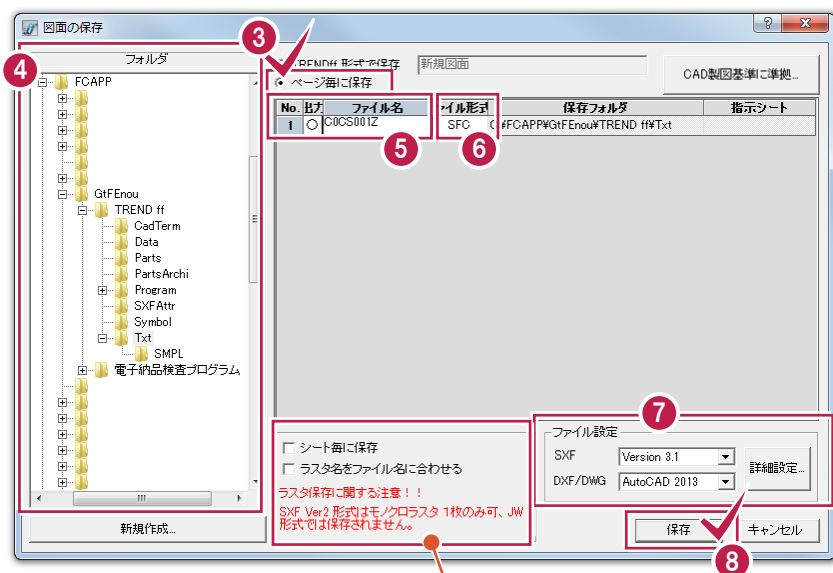 図面の保存
3
フォルダ
TRENDff 形式で保存
新規図面
CAD製図基準に準拠...
4
FCAPP
ページ毎に保存
No. 出力 ファイル名 ファイル形式 保存フォルダ 指示シート
1 ○ C0CS001Z SFC C:¥FCAPP¥GtFEnou¥TREND ff¥Txt
5
6
GtFEnou
TREND ff
CadTerm
Data
Parts
PartsArchi
Program
SXFAttr
Symbol
Txt
SMPL
電子納品検査プログラム
7
シート毎に保存
ラスタ名をファイル名に合わせる
ラスタ保存に関する注意！！
SXF Ver2 形式はモノクロラスタ 1枚のみ可、JW
形式では保存されません。
ファイル設定
SXF Version 3.1
DXF/DWG AutoCAD 2013
詳細設定...
新規作成...
保存
キャンセル
8